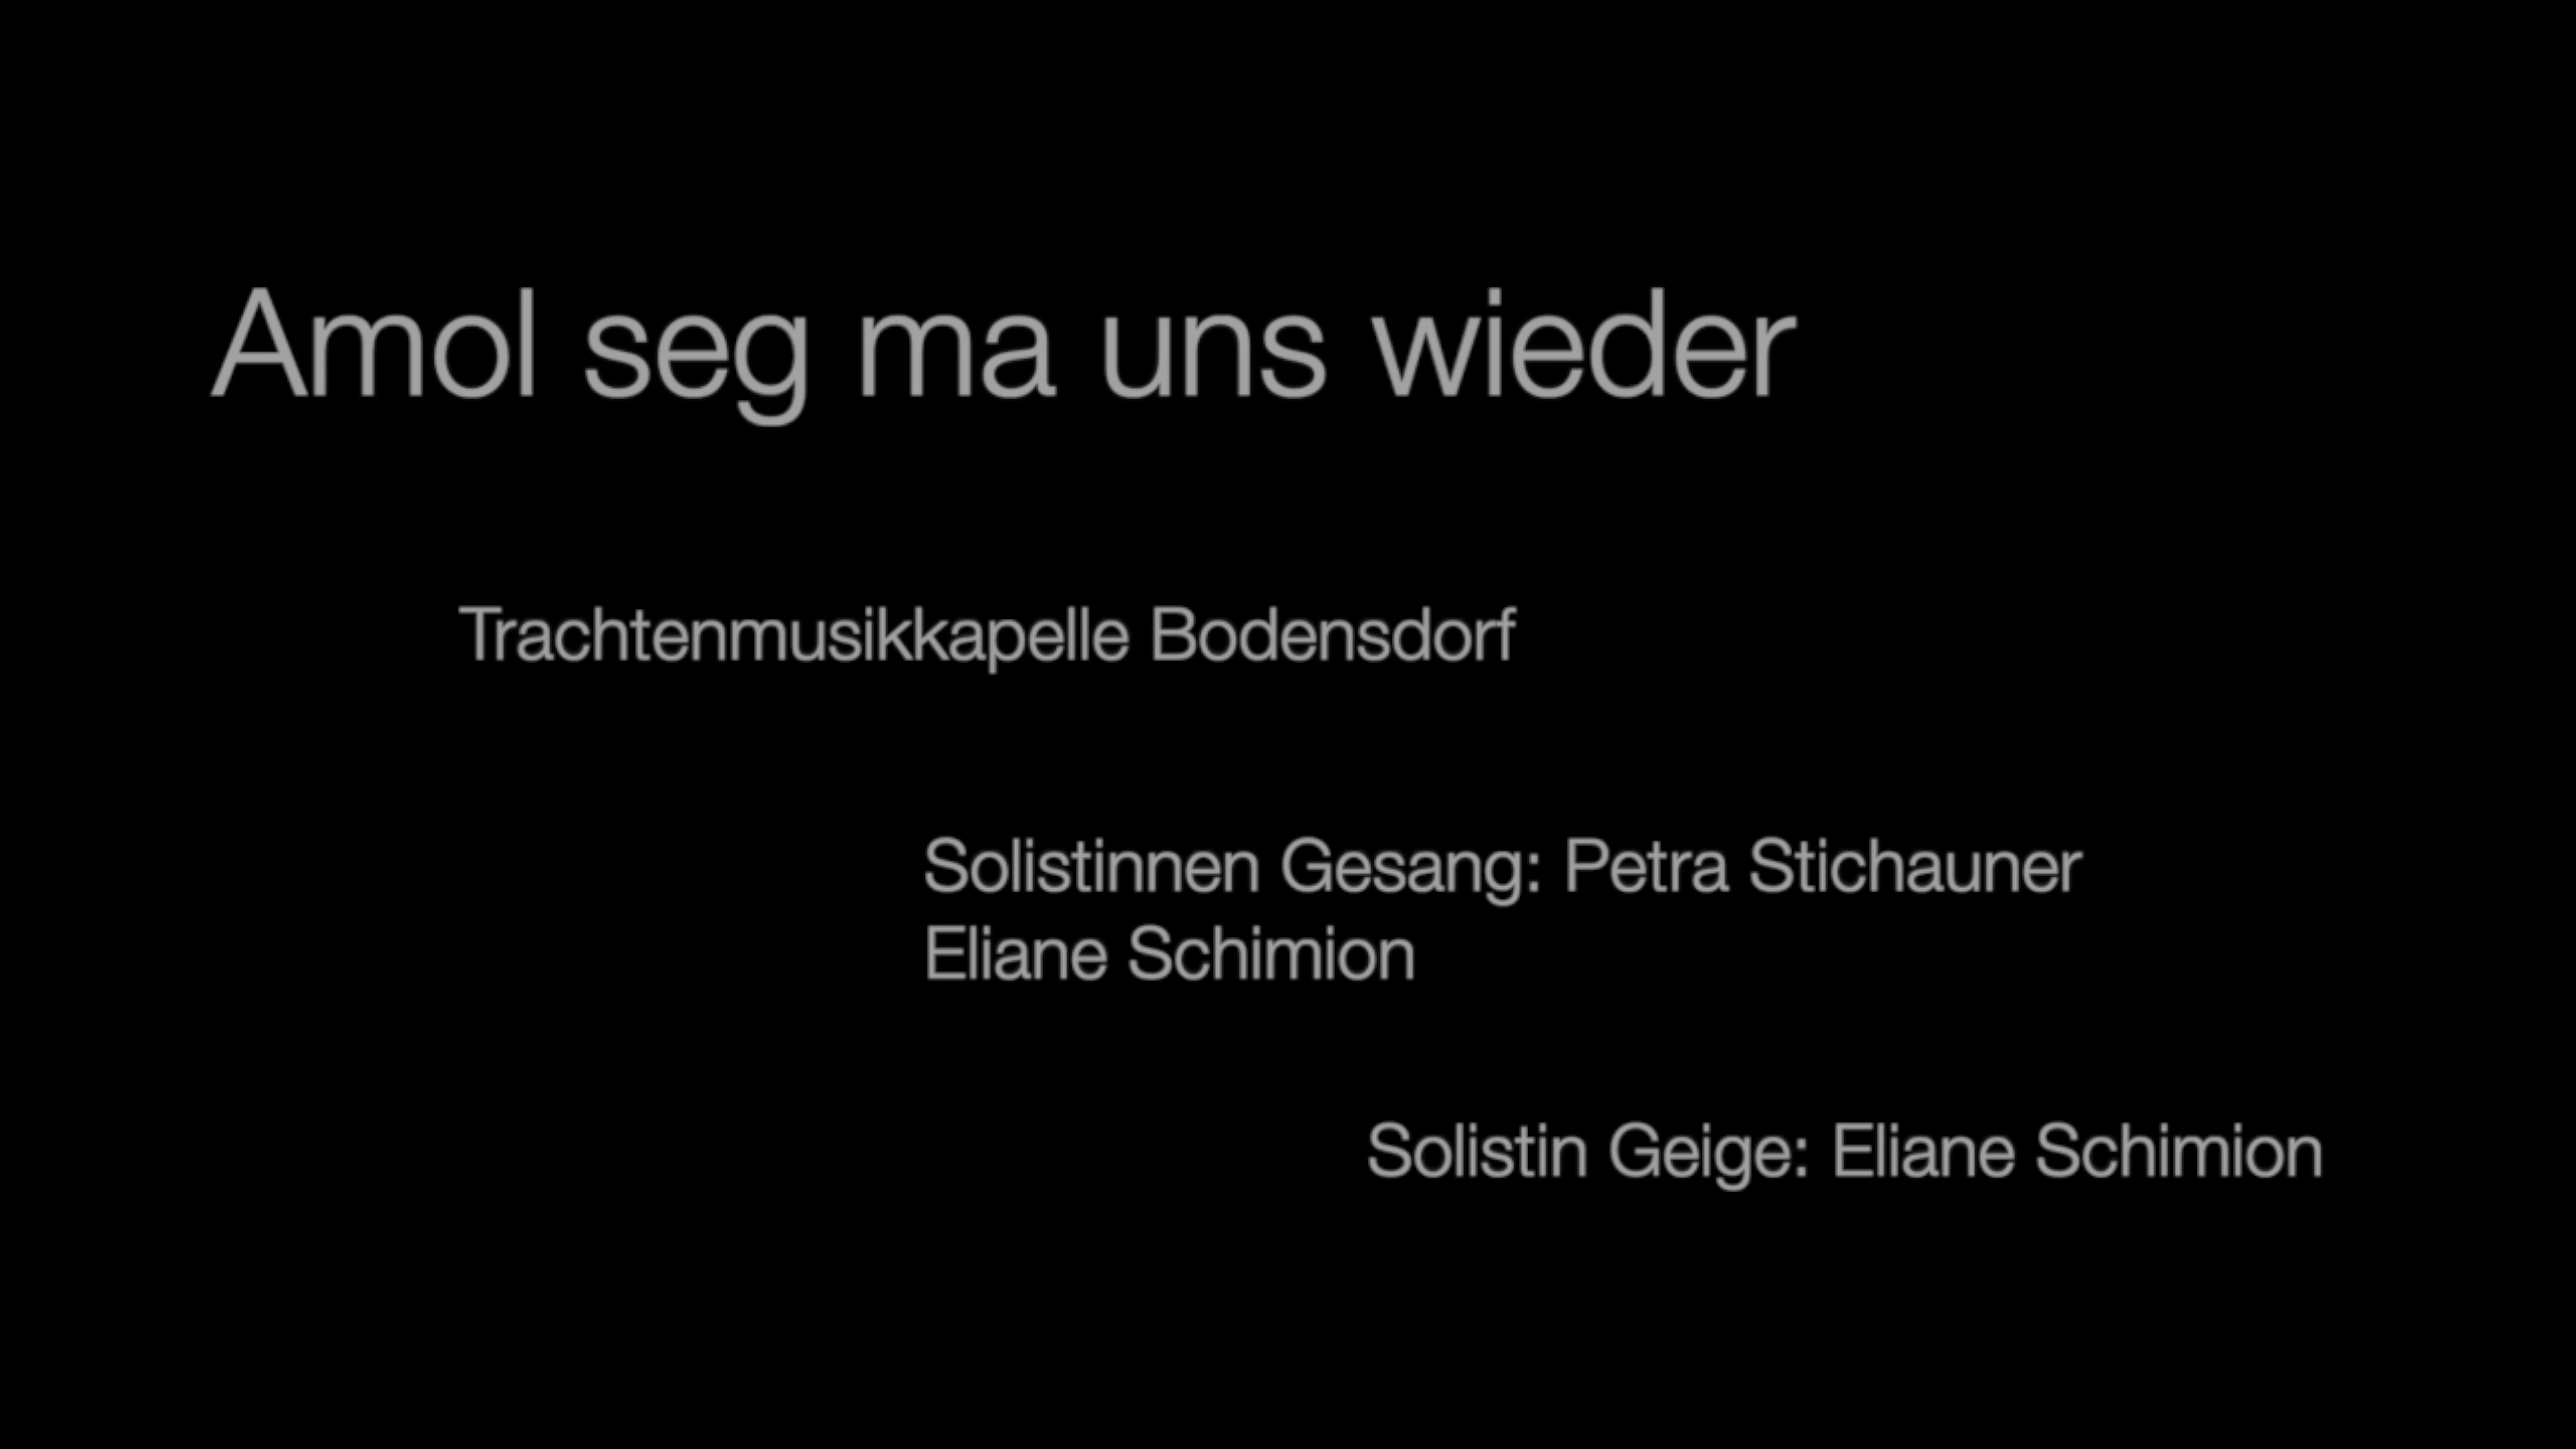 Amol seg ma uns wieder
Trachtenmusikkapelle Bodensdorf
Solistinnen Gesang: Petra Stichauner
Eliane Schimion
Solistin Geige: Eliane Schimion